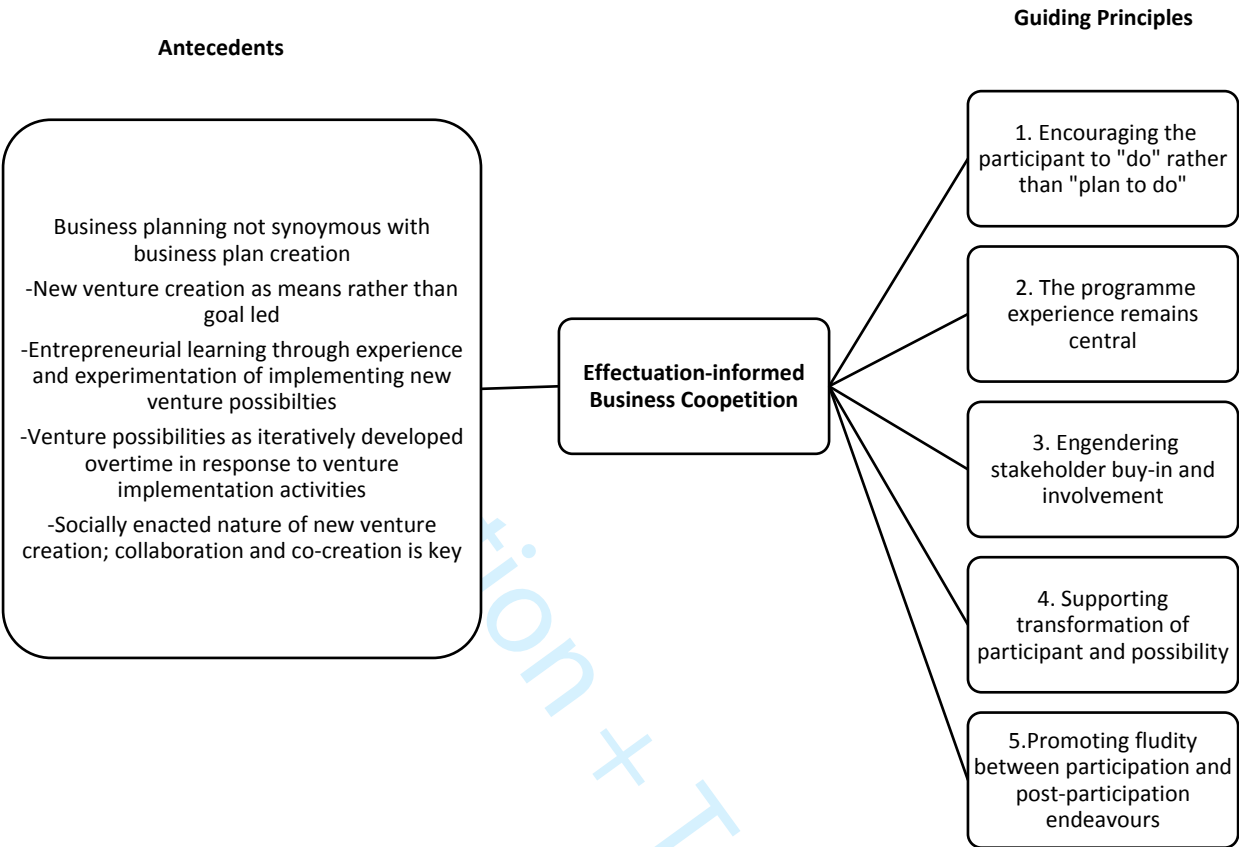 Antecedents
Guiding Principles
Business planning not synoymous with
business plan creation
-New venture creation as means rather than
goal led
-Entrepreneurial learning through experience
and experimentation of implementing new
venture possibilties
-Venture possibilities as iteratively developed
overtime in response to venture
implementation activities
-Socially enacted nature of new venture
creation; collaboration and co-creation is key
Effectuation-informed
Business Coopetition
1. Encouraging the
participant to "do" rather
than "plan to do"
2. The programme
experience remains
central
3. Engendering
stakeholder buy-in and
involvement
4. Supporting
transformation of
participant and possibility
5.Promoting fludity
between participation and
post-participation
endeavours
tion + T